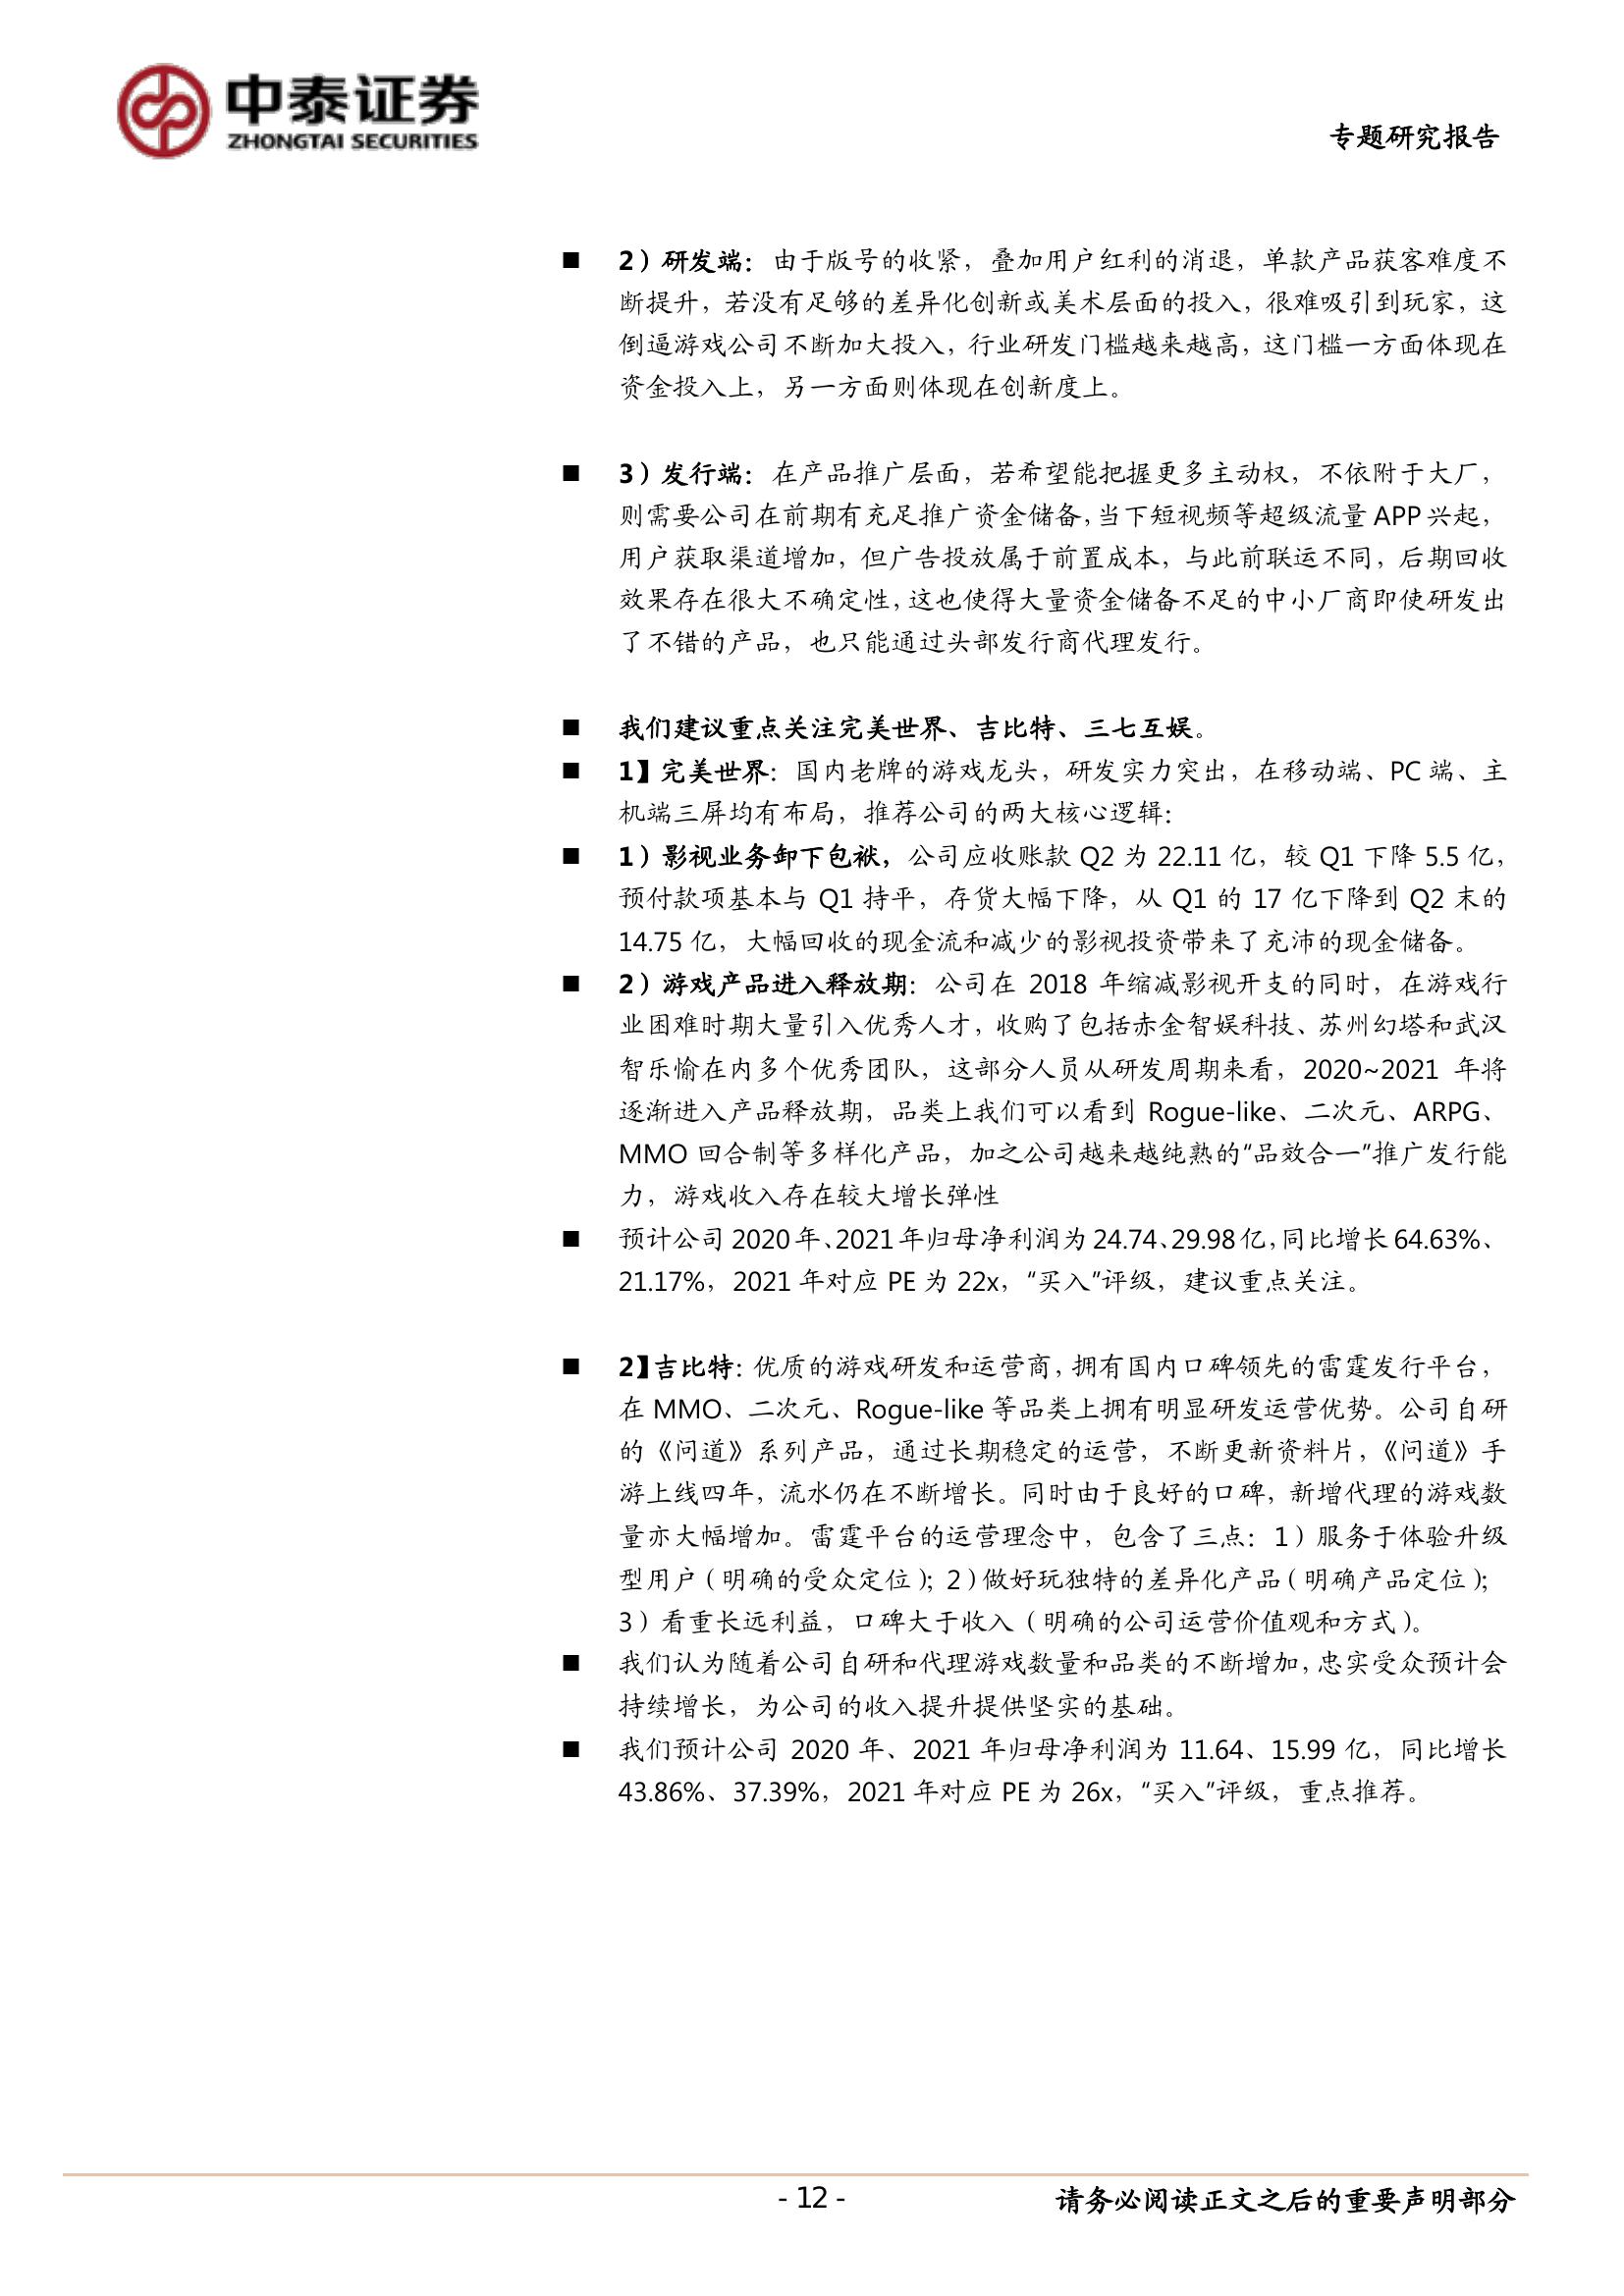 中泰证券
ZHONGTAI SECURITIES
专题研究报告
■ 2）研发端：由于版号的收紧，叠加用户红利的消退，单款产品获客难度不
断提升，若没有足够的差异化创新或美术层面的投入，很难吸引到玩家，这
倒逼游戏公司不断加大投入，行业研发门槛越来越高，这门槛一方面体现在
资金投入上，另一方面则体现在创新度上。
■ 3）发行端：在产品推广层面，若希望能把握更多主动权，不依附于大厂，
则需要公司在前期有充足推广资金储备，当下短视频等超级流量 APP 兴起，
用户获取渠道增加，但广告投放属于前置成本，与此前联运不同，后期回收
效果存在很大不确定性，这也使得大量资金储备不足的中小厂商即使研发出
了不错的产品，也只能通过头部发行商代理发行。
■ 我们建议重点关注完美世界、吉比特、三七互娱。
■ 1】完美世界：国内老牌的游戏龙头，研发实力突出，在移动端、PC 端、主
机端三屏均有布局，推荐公司的两大核心逻辑：
■ 1）影视业务卸下包袱，公司应收账款 Q2 为 22.11 亿，较 Q1 下降 5.5 亿，
预付款项基本与 Q1 持平，存货大幅下降，从 Q1 的 17 亿下降到 Q2 末的
14.75 亿，大幅回收的现金流和减少的影视投资带来了充沛的现金储备。
■ 2）游戏产品进入释放期：公司在 2018 年缩减影视开支的同时，在游戏行
业困难时期大量引入优秀人才，收购了包括赤金智娱科技、苏州幻塔和武汉
智乐愉在内多个优秀团队，这部分人员从研发周期来看，2020~2021 年将
逐渐进入产品释放期，品类上我们可以看到 Rogue-like、二次元、ARPG、
MMO 回合制等多样化产品，加之公司越来越纯熟的“品效合一”推广发行能
力，游戏收入存在较大增长弹性
■ 预计公司 2020 年、2021 年归母净利润为 24.74、29.98 亿，同比增长 64.63%、
21.17%，2021 年对应 PE 为 22x，“买入”评级，建议重点关注。
■ 2】吉比特：优质的游戏研发和运营商，拥有国内口碑领先的雷霆发行平台，
在 MMO、二次元、Rogue-like 等品类上拥有明显研发运营优势。公司自研
的《问道》系列产品，通过长期稳定的运营，不断更新资料片，《问道》手
游上线四年，流水仍在不断增长。同时由于良好的口碑，新增代理的游戏数
量亦大幅增加。雷霆平台的运营理念中，包含了三点：1）服务于体验升级
型用户（明确的受众定位）；2）做好玩独特的差异化产品（明确产品定位）；
3）看重长远利益，口碑大于收入（明确的公司运营价值观和方式）。
■ 我们认为随着公司自研和代理游戏数量和品类的不断增加，忠实受众预计会
持续增长，为公司的收入提升提供坚实的基础。
■ 我们预计公司 2020 年、2021 年归母净利润为 11.64、15.99 亿，同比增长
43.86%、37.39%，2021 年对应 PE 为 26x，“买入”评级，重点推荐。
- 12 -
请务必阅读正文之后的重要声明部分